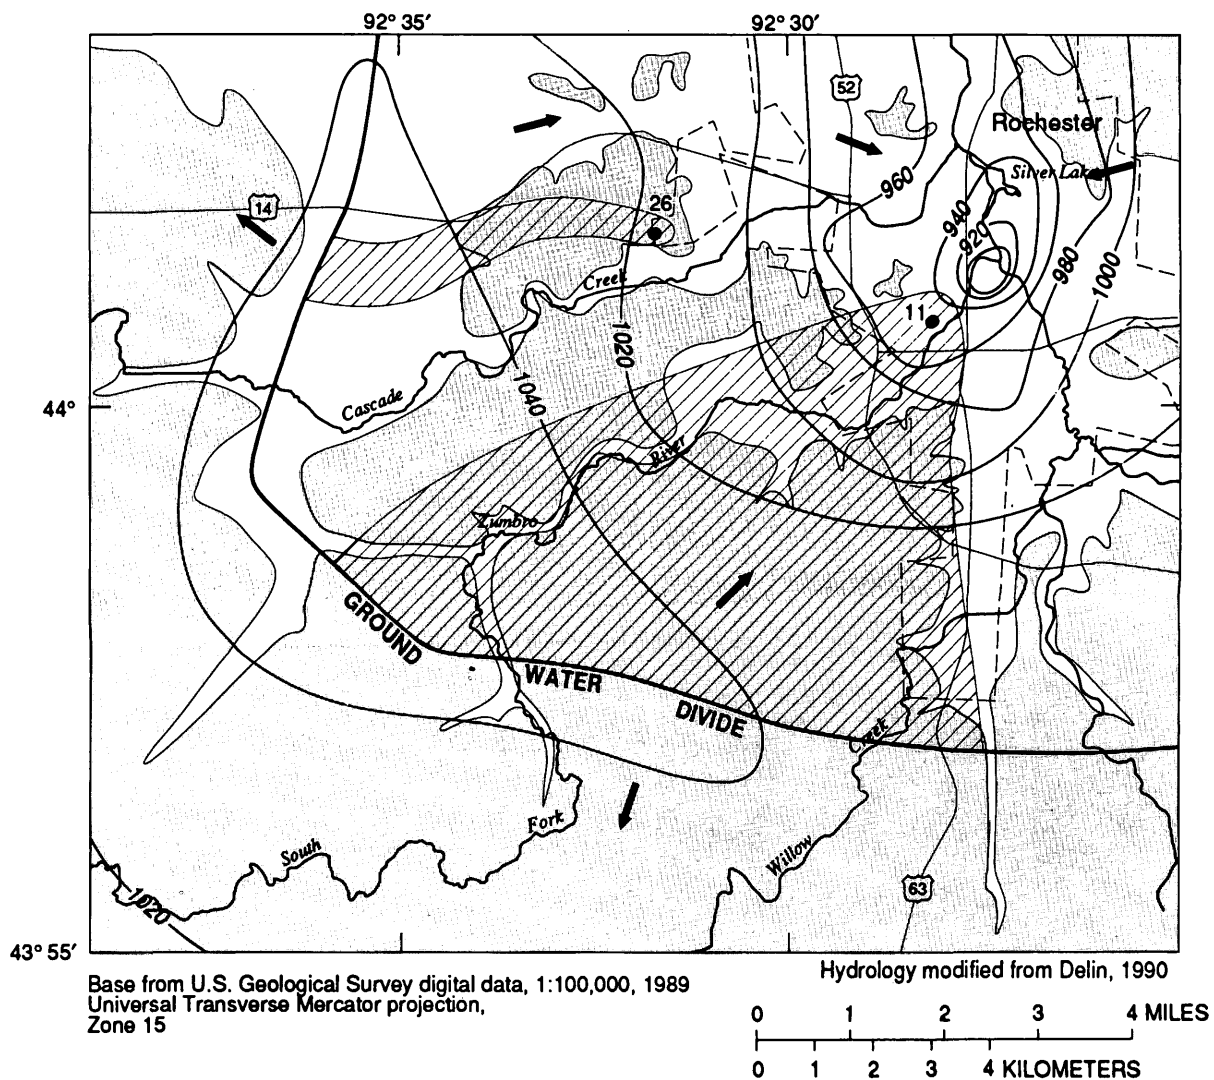 92° 35′
92° 30′
52
Rochester
Silver Lake
14
26
960
940
920
980
1000
Creek
11
1020
1040
44°
Cascade
River
Zumbro
GROUND
WATER
DIVIDE
Creek
Fork
South
Willow
63
1020
43° 55′
Hydrology modified from Delin, 1990
Base from U.S. Geological Survey digital data, 1:100,000, 1989
Universal Transverse Mercator projection,
Zone 15
0 1 2 3 4 MILES
0 1 2 3 4 KILOMETERS